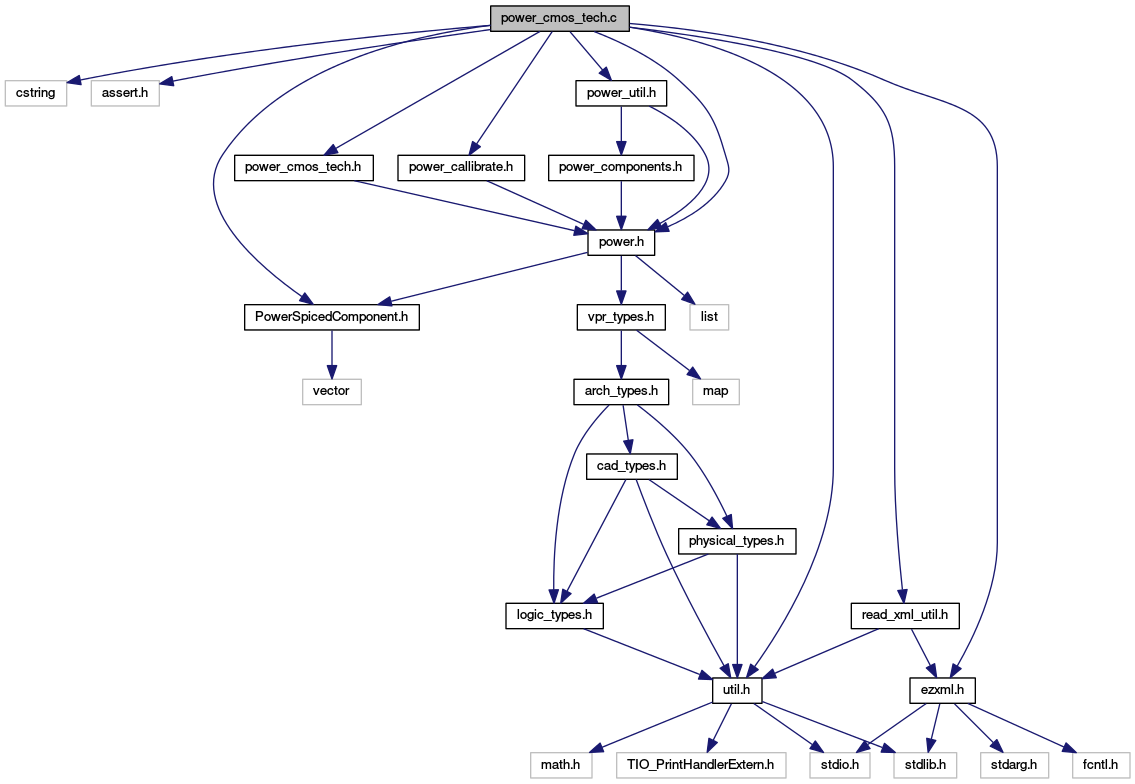 power_cmos_tech.c
cstring
assert.h
power_util.h
power_cmos_tech.h
power_callibrate.h
power_components.h
power.h
PowerSpicedComponent.h
vpr_types.h
list
vector
arch_types.h
map
cad_types.h
physical_types.h
logic_types.h
read_xml_util.h
util.h
ezxml.h
math.h
TIO_PrintHandlerExtern.h
stdio.h
stdlib.h
stdarg.h
fcntl.h